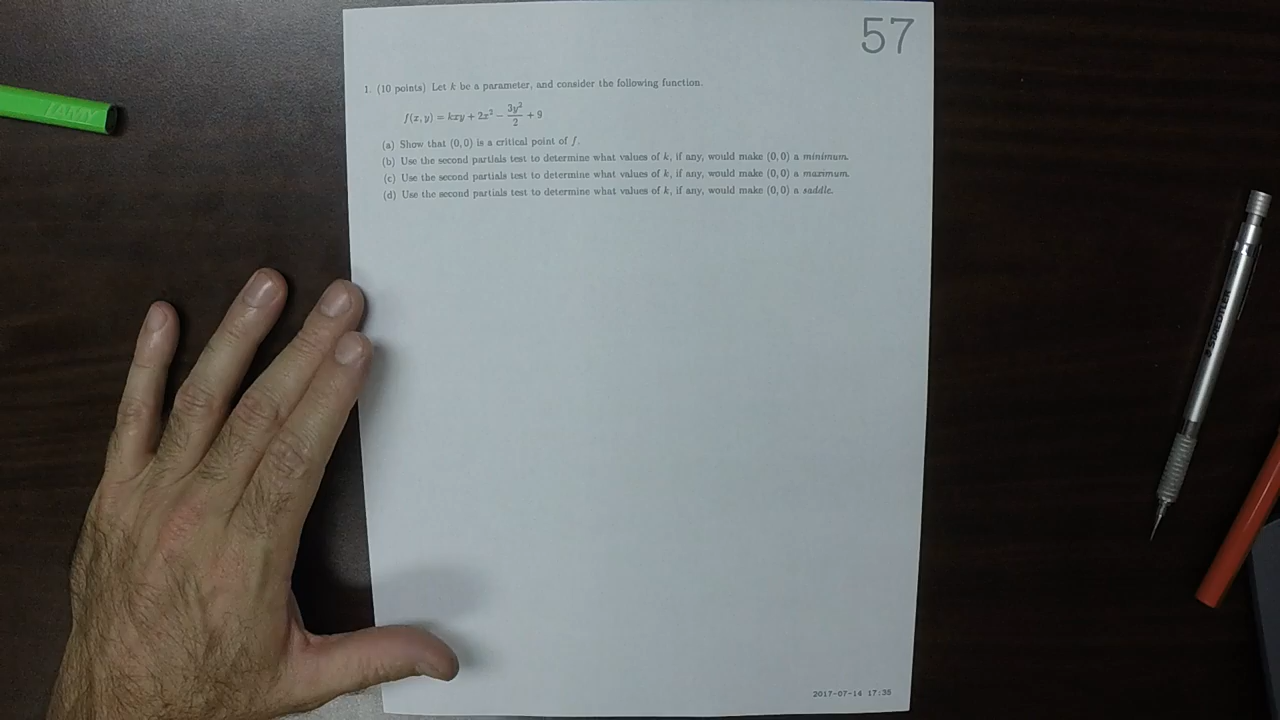 57
1. (10 points) Let k be a parameter, and consider the following function.
f(x, y) = kxy + 2x² − 3y²/2 + 9
(a) Show that (0, 0) is a critical point of f.
(b) Use the second partials test to determine what values of k, if any, would make (0, 0) a minimum.
(c) Use the second partials test to determine what values of k, if any, would make (0, 0) a maximum.
(d) Use the second partials test to determine what values of k, if any, would make (0, 0) a saddle.
LAMY
STAEDTLER
2017-07-14 17:35